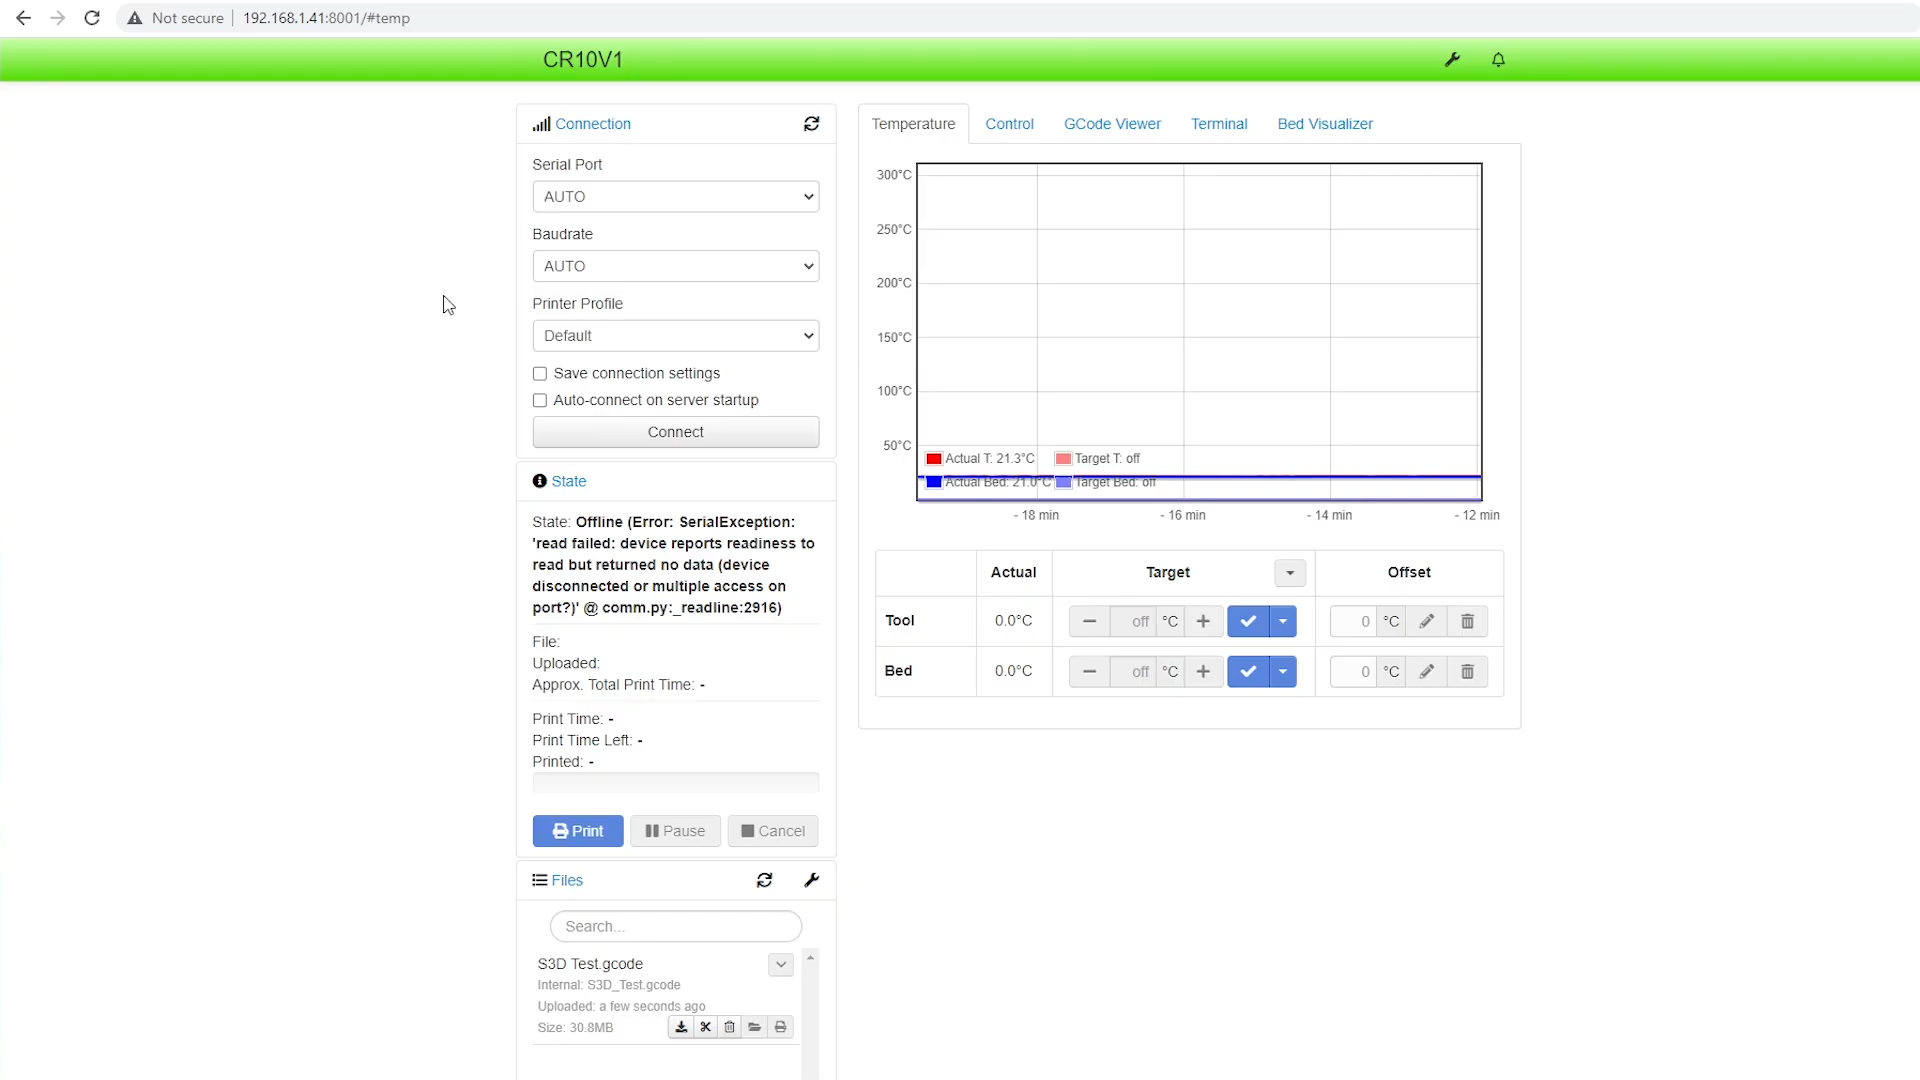 Not secure
192.168.1.41:8001/#temp
CR10V1
Connection
Serial Port
AUTO
Baudrate
AUTO
Printer Profile
Default
Save connection settings
Auto-connect on server startup
Connect
State
State: Offline (Error: SerialException:
'read failed: device reports readiness to
read but returned no data (device
disconnected or multiple access on
port?)' @ comm.py:_readline:2916)
File:
Uploaded:
Approx. Total Print Time: -
Print Time: -
Print Time Left: -
Printed: -
Print Pause Cancel
Files
Search...
S3D Test.gcode
Internal: S3D_Test.gcode
Uploaded: a few seconds ago
Size: 30.8MB
Temperature Control GCode Viewer Terminal Bed Visualizer
300°C
250°C
200°C
150°C
100°C
50°C
Actual T: 21.3°C Target T: off
Actual Bed: 21.0°C Target Bed: off
- 18 min - 16 min - 14 min - 12 min
Actual Target Offset
Tool 0.0°C off °C 0 °C
Bed 0.0°C off °C 0 °C